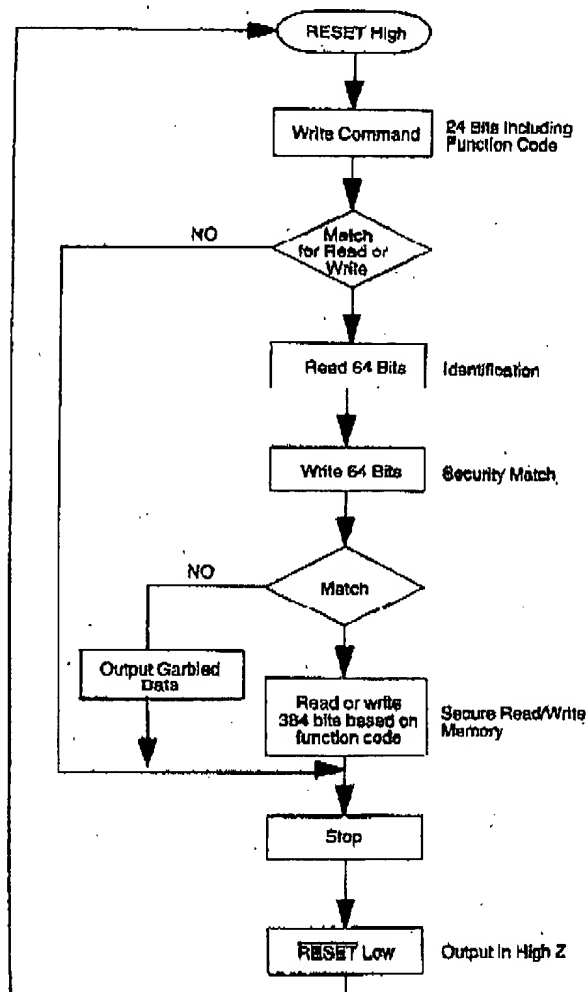 RESET High
Write Command
24 Bits Including
Function Code
NO
Match
for Read or
Write
Read 64 Bits
Identification
Write 64 Bits
Security Match
NO
Match
Output Garbled
Data
Read or write
384 bits based on
function code
Secure Read/Write
Memory
Stop
RESET Low
Output in High Z